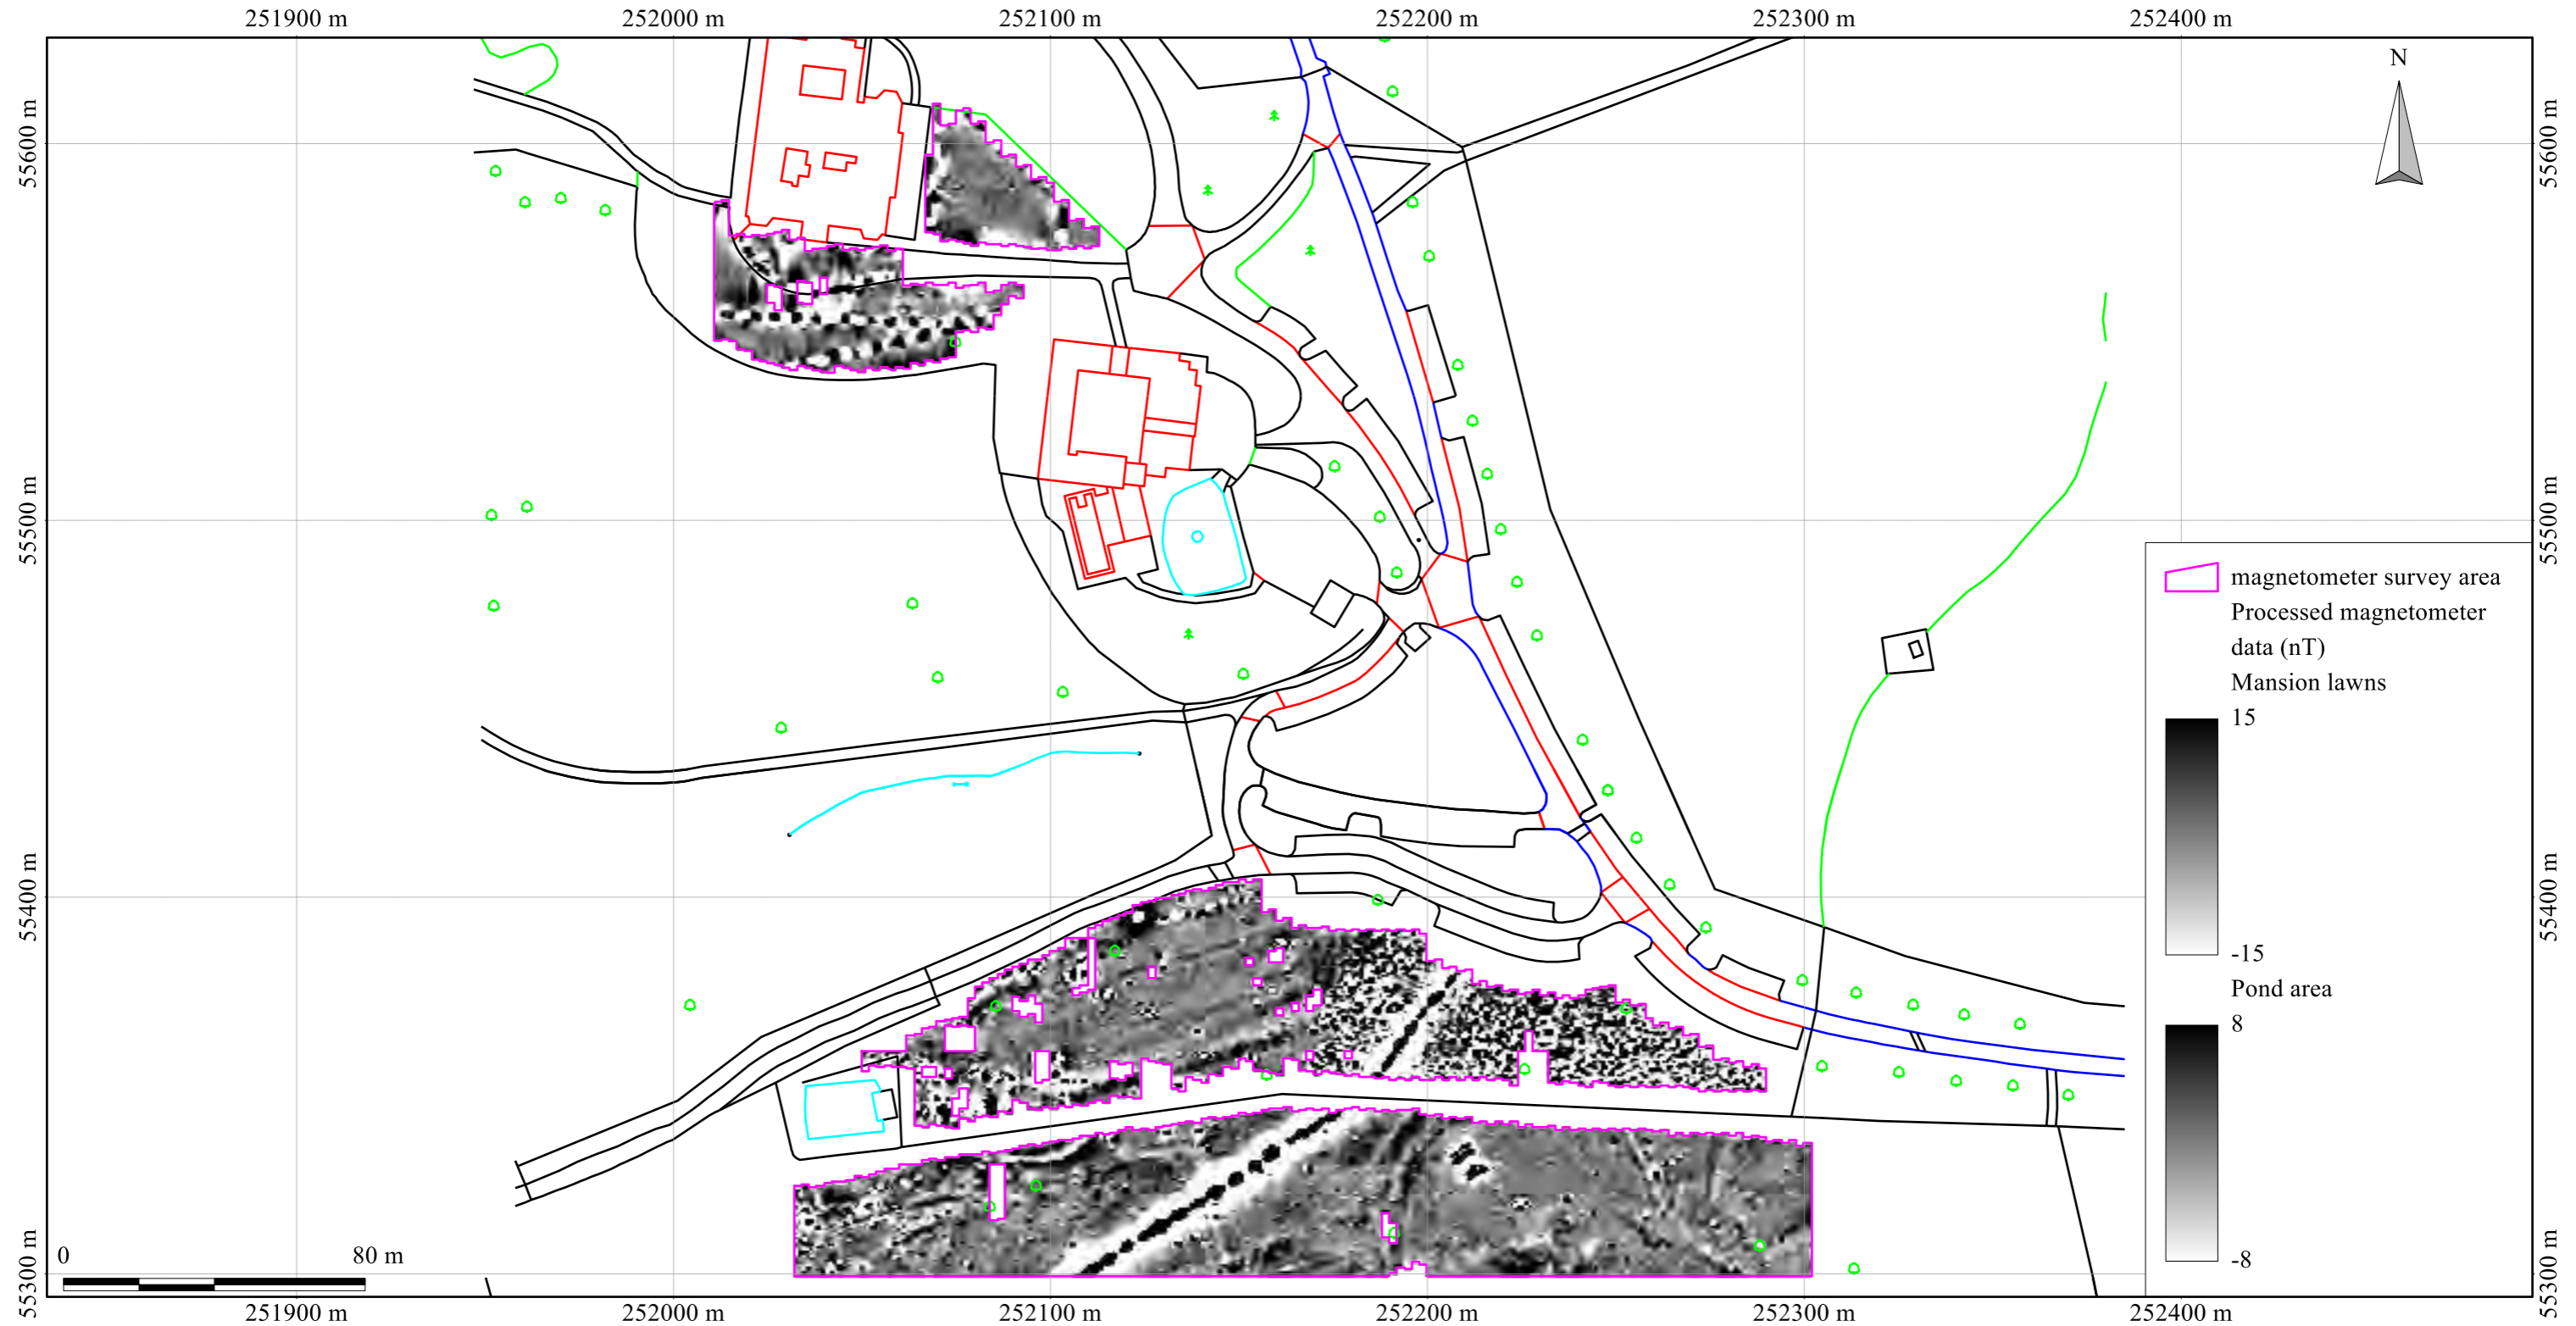 251900 m 252000 m 252100 m 252200 m 252300 m 252400 m
N
55600 m 55600 m
55500 m 55500 m
magnetometer survey area
Processed magnetometer
data (nT)
Mansion lawns
15
-15
Pond area
8
-8
55400 m 55400 m
55300 m 55300 m
0 80 m
251900 m 252000 m 252100 m 252200 m 252300 m 252400 m